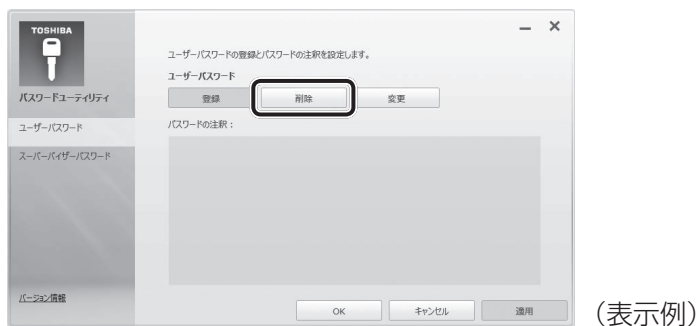 TOSHIBA
パスワードユーティリティ
ユーザーパスワード
スーパーバイザーパスワード
バージョン情報
ユーザーパスワードの登録とパスワードの注釈を設定します。
ユーザーパスワード
登録 削除 変更
パスワードの注釈：
OK キャンセル 適用
（表示例）